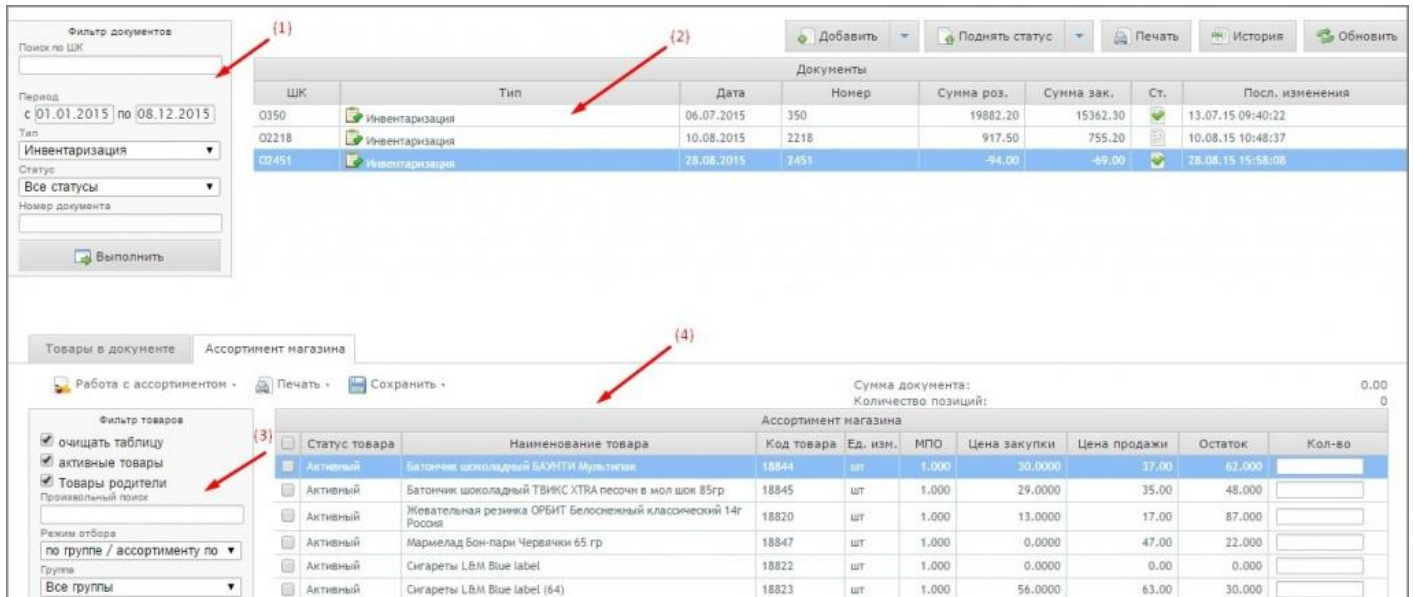 Фильтр документов
(1)
Поиск по ШК
Период
с 01.01.2015 по 08.12.2015
Тип
Инвентаризация
Статус
Все статусы
Номер документа
Выполнить
(2)
Добавить Поднять статус Печать История Обновить
Документы
ШК Тип Дата Номер Сумма роз. Сумма зак. Ст. Посл. изменения
O350 Инвентаризация 06.07.2015 350 19882.20 15362.30 13.07.15 09:40:22
O2218 Инвентаризация 10.08.2015 2218 917.50 755.20 10.08.15 10:48:37
O2451 Инвентаризация 28.08.2015 2451 -94.00 -69.00 28.08.15 15:58:08
(4)
Товары в документе Ассортимент магазина
Работа с ассортиментом Печать Сохранить
Сумма документа: 0.00
Количество позиций: 0
Фильтр товаров
очищать таблицу
активные товары
Товары родители
Произвольный поиск
Режим отбора
по группе / ассортименту по
Группа
Все группы
(3)
Ассортимент магазина
Статус товара Наименование товара Код товара Ед. изм. МПО Цена закупки Цена продажи Остаток Кол-во
Активный Батончик шоколадный БАУНТИ Мультипак 18844 шт 1.000 30.0000 37.00 62.000
Активный Батончик шоколадный ТВИКС XTRA песочн в мол шок 85гр 18845 шт 1.000 29.0000 35.00 48.000
Активный Жевательная резинка ОРБИТ Белоснежный классический 14г
Россия 18820 шт 1.000 13.0000 17.00 87.000
Активный Мармелад Бон-пари Червячки 65 гр 18847 шт 1.000 0.0000 47.00 22.000
Активный Сигареты L&M Blue label 18822 шт 1.000 0.0000 0.00 0.000
Активный Сигареты L&M Blue label (64) 18823 шт 1.000 56.0000 63.00 30.000